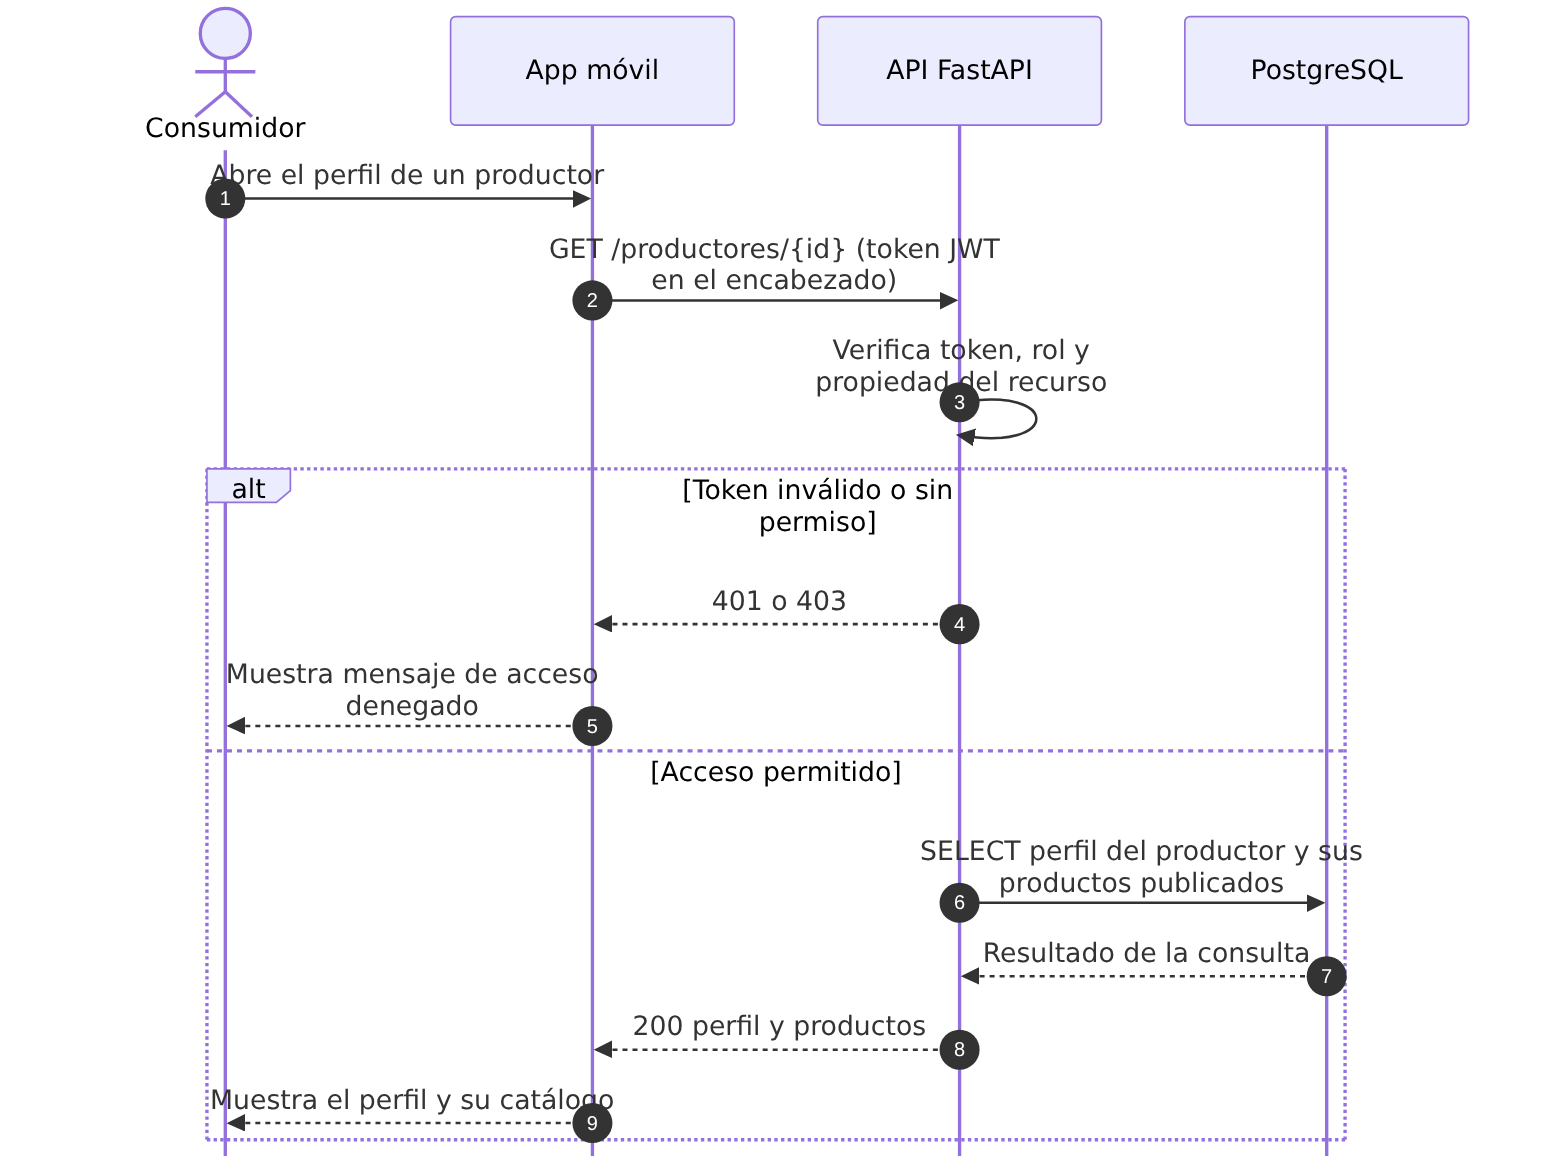 Consumidor
App móvil
API FastAPI
PostgreSQL
Abre el perfil de un productor
1
GET /productores/{id} (token JWT
en el encabezado)
2
Verifica token, rol y
propiedad del recurso
3
alt
[Token inválido o sin
permiso]
401 o 403
4
Muestra mensaje de acceso
denegado
5
[Acceso permitido]
SELECT perfil del productor y sus
productos publicados
6
Resultado de la consulta
7
200 perfil y productos
8
Muestra el perfil y su catálogo
9